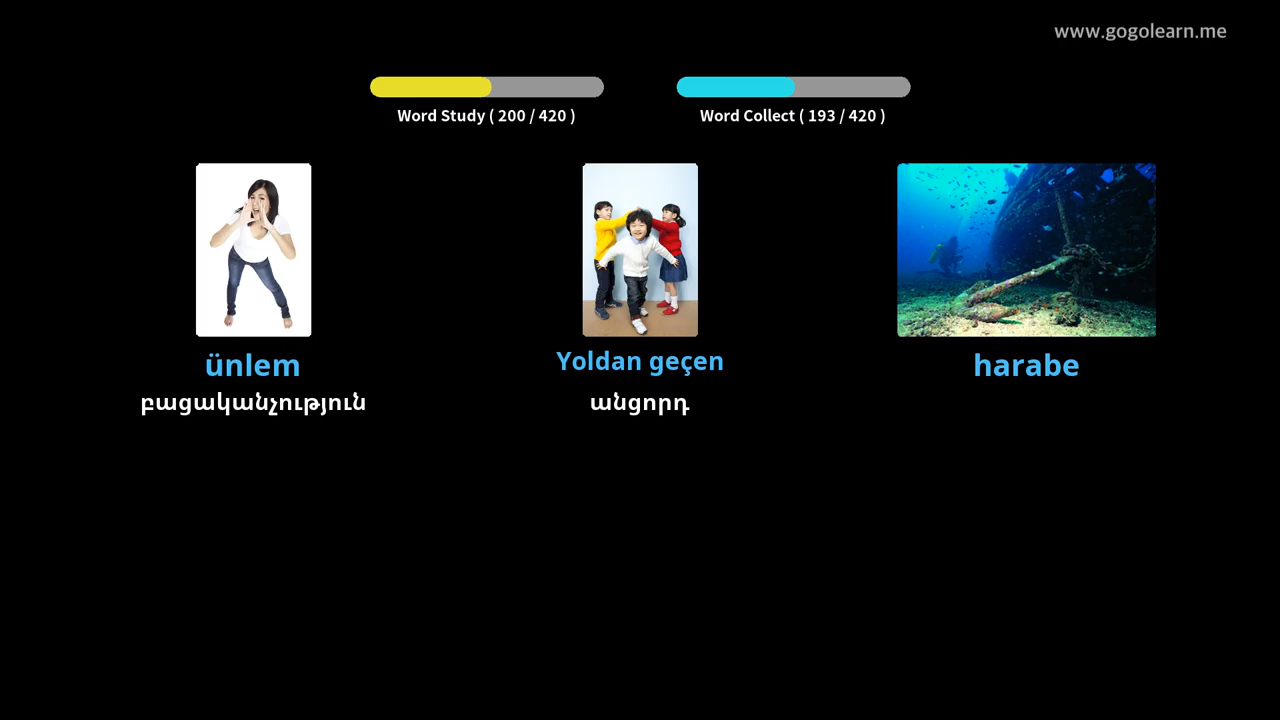 www.gogolearn.me
Word Study ( 200 / 420 )
Word Collect ( 193 / 420 )
ünlem
Yoldan geçen
harabe
բացականչություն
անցորդ